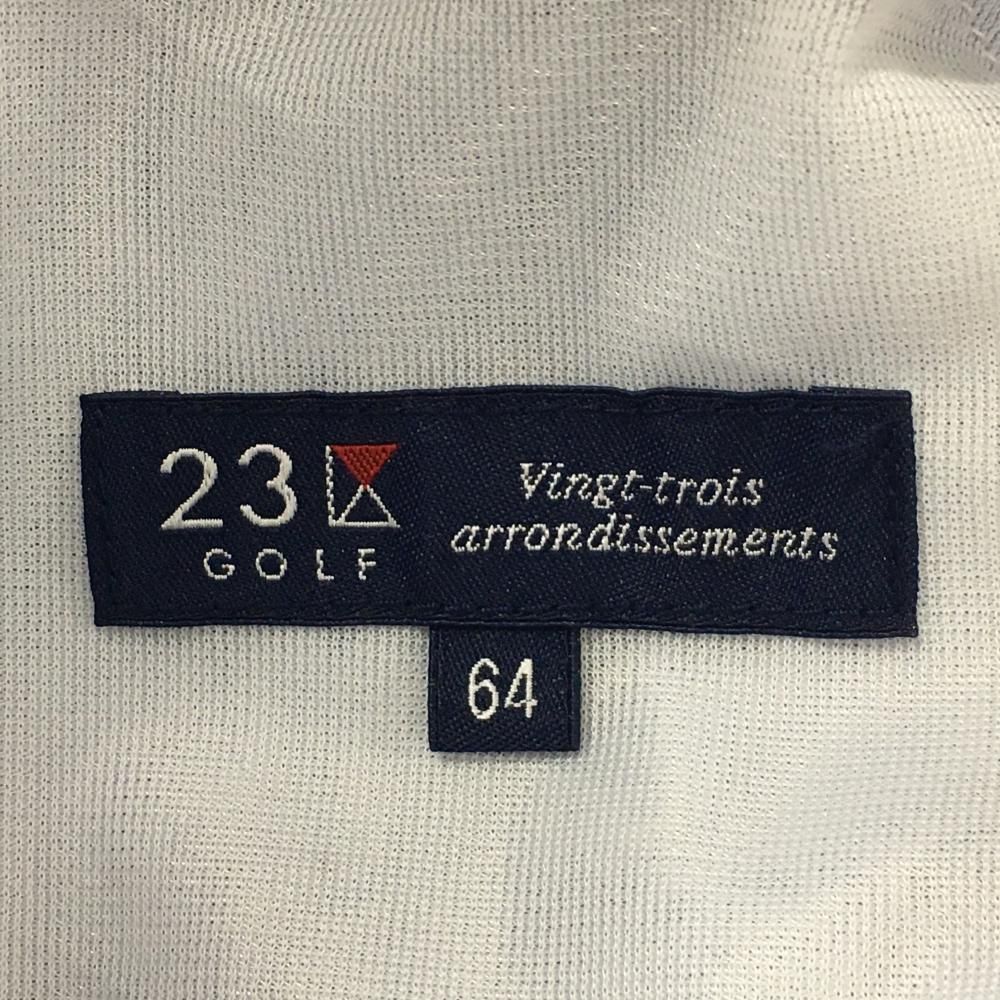 23
GOLF
Vingt-trois
arrondissements
64